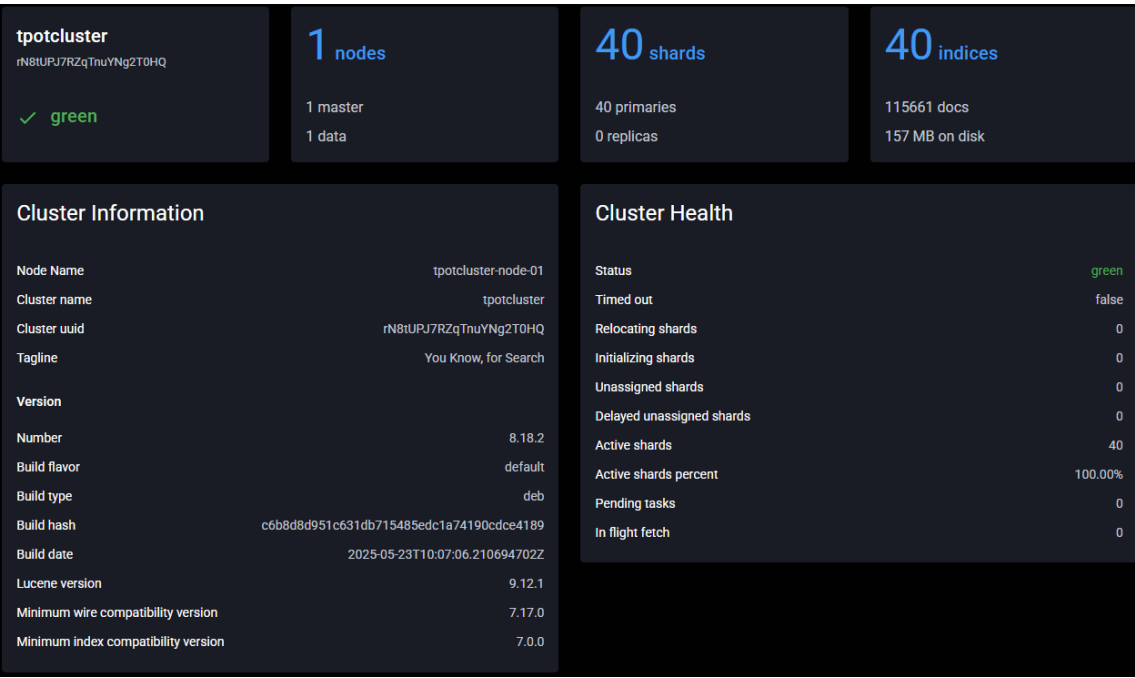 tpotcluster
rN8tUPJ7RZqTnuYNg2T0HQ
green
1 nodes
1 master
1 data
40 shards
40 primaries
0 replicas
40 indices
115661 docs
157 MB on disk
Cluster Information
Node Name tpotcluster-node-01
Cluster name tpotcluster
Cluster uuid rN8tUPJ7RZqTnuYNg2T0HQ
Tagline You Know, for Search
Version
Number 8.18.2
Build flavor default
Build type deb
Build hash c6b8d8d951c631db715485edc1a74190cdce4189
Build date 2025-05-23T10:07:06.210694702Z
Lucene version 9.12.1
Minimum wire compatibility version 7.17.0
Minimum index compatibility version 7.0.0
Cluster Health
Status green
Timed out false
Relocating shards 0
Initializing shards 0
Unassigned shards 0
Delayed unassigned shards 0
Active shards 40
Active shards percent 100.00%
Pending tasks 0
In flight fetch 0